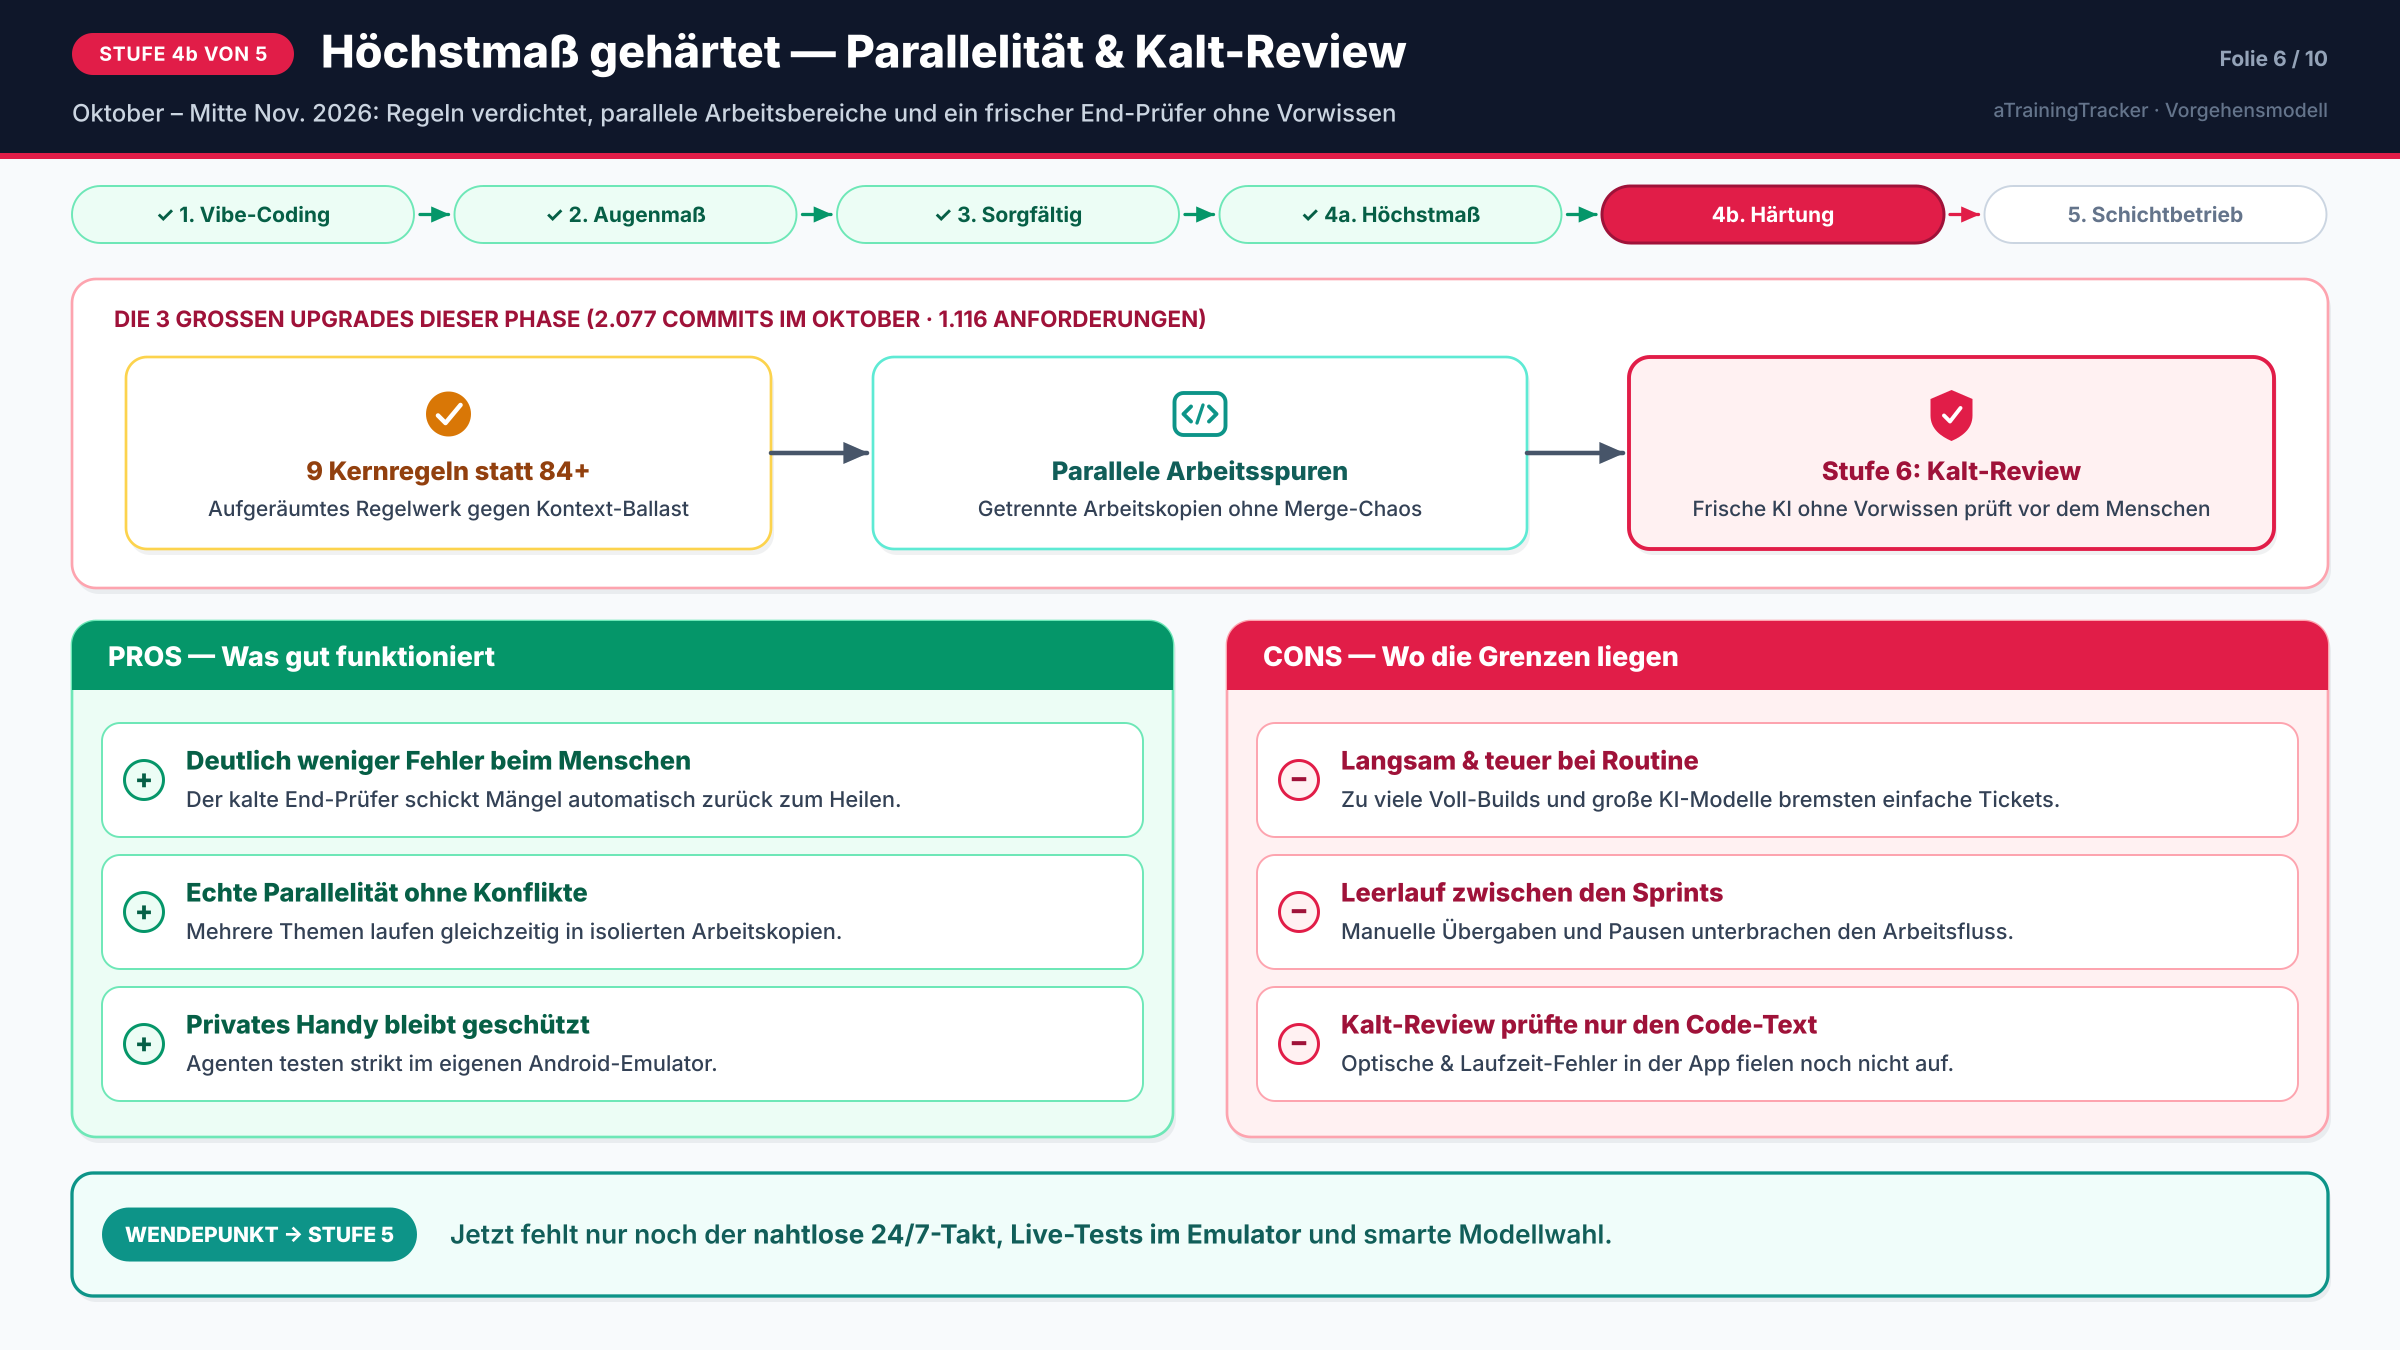 STUFE 4b VON 5
Höchstmaß gehärtet — Parallelität & Kalt-Review
Folie 6 / 10
Oktober – Mitte Nov. 2026: Regeln verdichtet, parallele Arbeitsbereiche und ein frischer End-Prüfer ohne Vorwissen
aTrainingTracker · Vorgehensmodell
✓ 1. Vibe-Coding
✓ 2. Augenmaß
✓ 3. Sorgfältig
✓ 4a. Höchstmaß
4b. Härtung
5. Schichtbetrieb
DIE 3 GROSSEN UPGRADES DIESER PHASE (2.077 COMMITS IM OKTOBER · 1.116 ANFORDERUNGEN)
9 Kernregeln statt 84+
Aufgeräumtes Regelwerk gegen Kontext-Ballast
Parallele Arbeitsspuren
Getrennte Arbeitskopien ohne Merge-Chaos
Stufe 6: Kalt-Review
Frische KI ohne Vorwissen prüft vor dem Menschen
PROS — Was gut funktioniert
Deutlich weniger Fehler beim Menschen
Der kalte End-Prüfer schickt Mängel automatisch zurück zum Heilen.
Echte Parallelität ohne Konflikte
Mehrere Themen laufen gleichzeitig in isolierten Arbeitskopien.
Privates Handy bleibt geschützt
Agenten testen strikt im eigenen Android-Emulator.
CONS — Wo die Grenzen liegen
Langsam & teuer bei Routine
Zu viele Voll-Builds und große KI-Modelle bremsten einfache Tickets.
Leerlauf zwischen den Sprints
Manuelle Übergaben und Pausen unterbrachen den Arbeitsfluss.
Kalt-Review prüfte nur den Code-Text
Optische & Laufzeit-Fehler in der App fielen noch nicht auf.
WENDEPUNKT → STUFE 5
Jetzt fehlt nur noch der nahtlose 24/7-Takt, Live-Tests im Emulator und smarte Modellwahl.